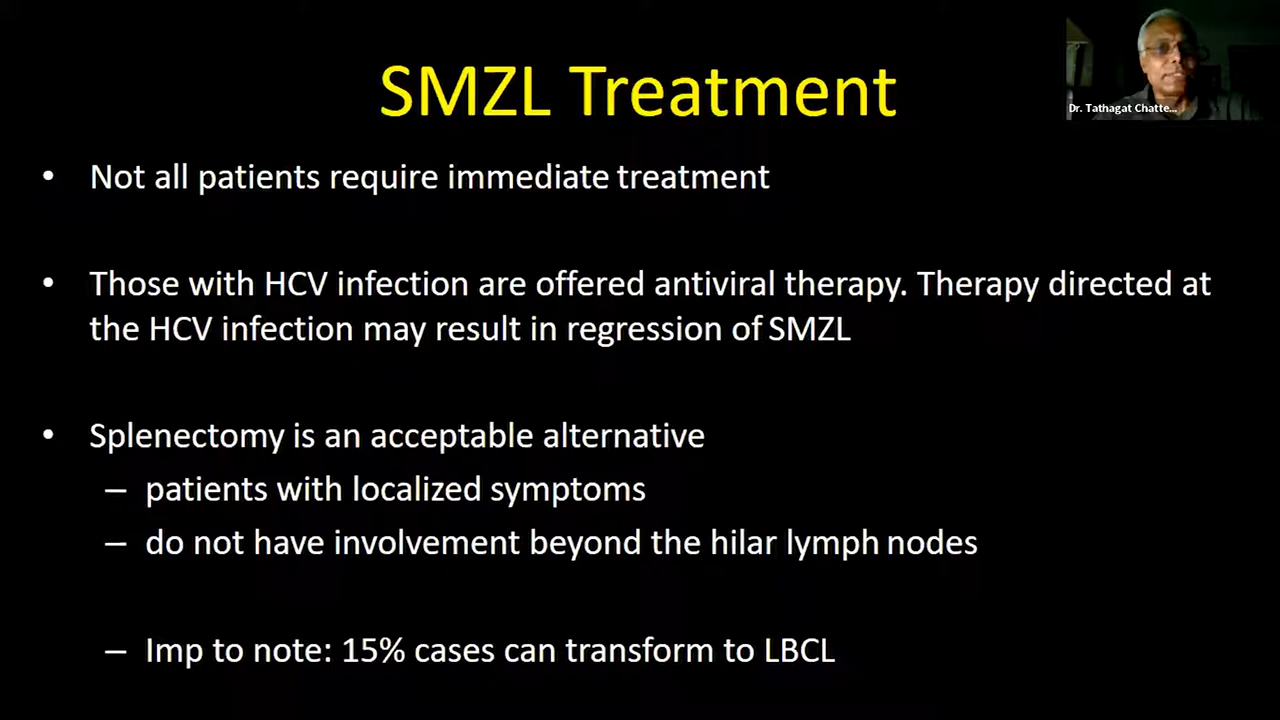 SMZL Treatment
Dr. Tathagat Chatte...
• Not all patients require immediate treatment
• Those with HCV infection are offered antiviral therapy. Therapy directed at
the HCV infection may result in regression of SMZL
• Splenectomy is an acceptable alternative
– patients with localized symptoms
– do not have involvement beyond the hilar lymph nodes
– Imp to note: 15% cases can transform to LBCL